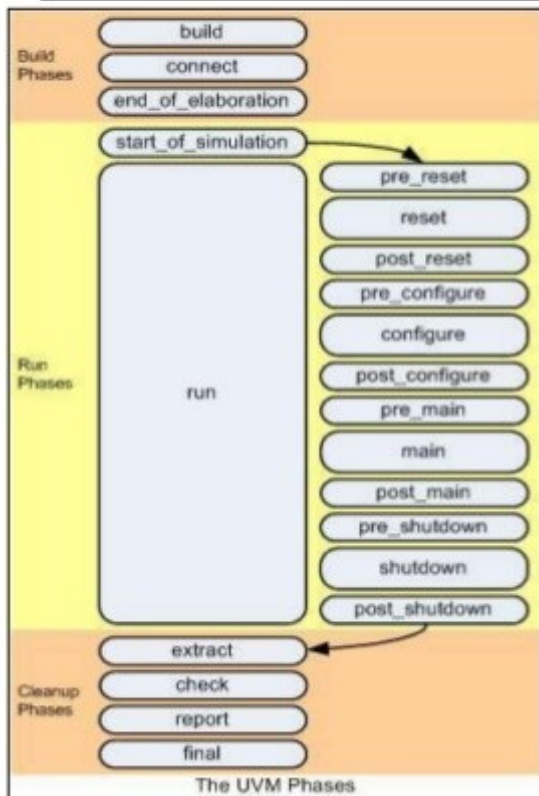 Build
Phases
build
connect
end_of_elaboration
Run
Phases
start_of_simulation
run
pre_reset
reset
post_reset
pre_configure
configure
post_configure
pre_main
main
post_main
pre_shutdown
shutdown
post_shutdown
Cleanup
Phases
extract
check
report
final
The UVM Phases